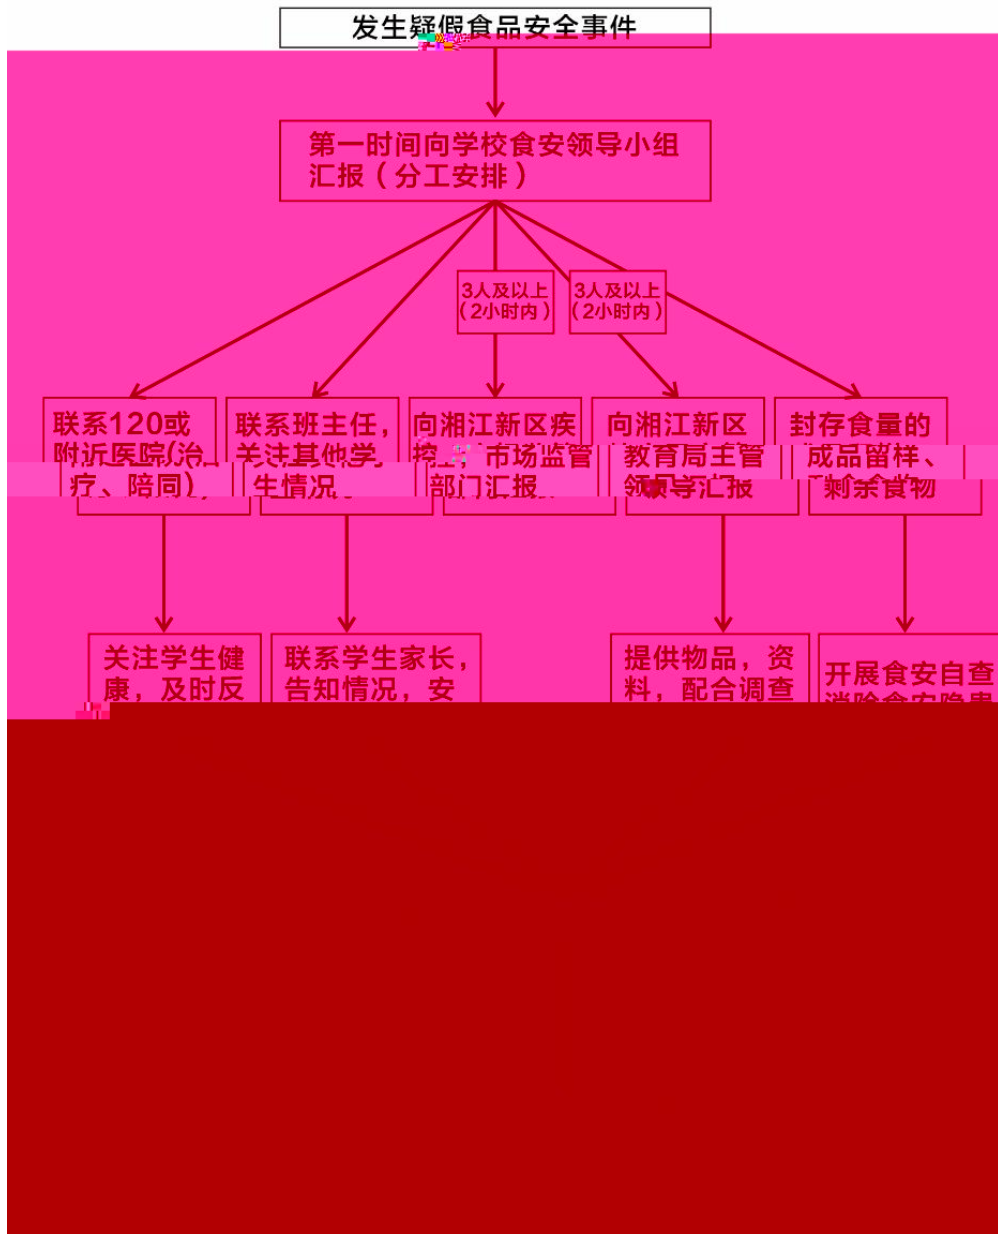 发生疑假食品安全事件
第一时间向学校食安领导小组
汇报（分工安排）
3人及以上
（2小时内）
3人及以上
（2小时内）
联系120或
附近医院(治
疗、陪同)
联系班主任，
关注其他学
生情况
向湘江新区疾
控 市场监管
部门汇报
向湘江新区
教育局主管
领导汇报
封存食量的
成品留样、
剩余食物
关注学生健
康，及时反
联系学生家长，
告知情况，安
提供物品，资
料，配合调查
开展食安自查
消除食安隐患